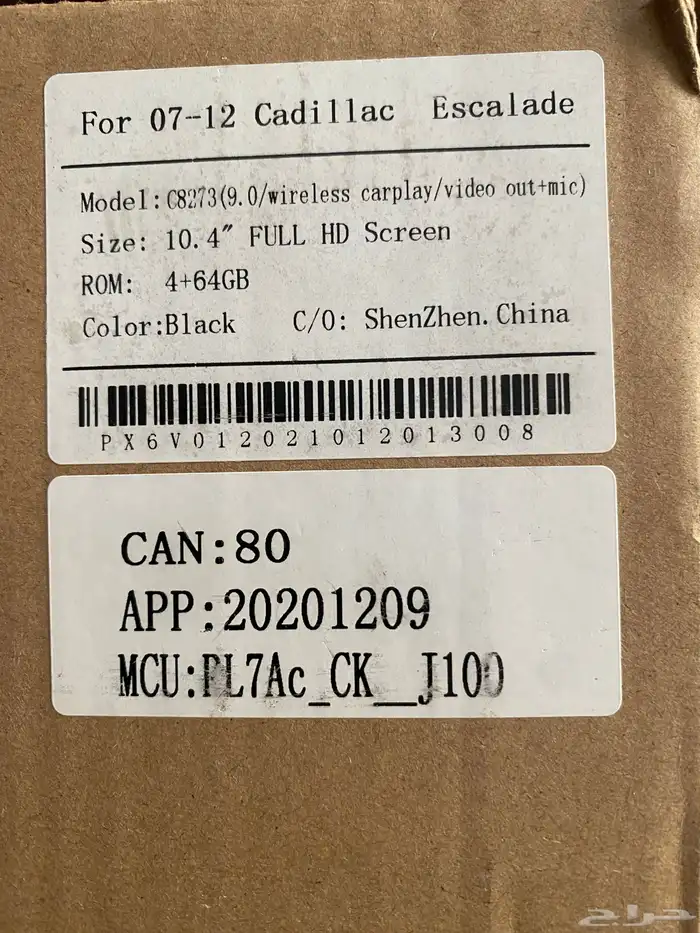 For 07-12 Cadillac Escalade
Model:C8273(9.0/wireless carplay/video out+mic)
Size: 10.4″ FULL HD Screen
ROM: 4+64GB
Color:Black C/O: ShenZhen.China
PX6V012021012013008
CAN:80
APP:20201209
MCU:PL7Ac_CK__J100
حراج